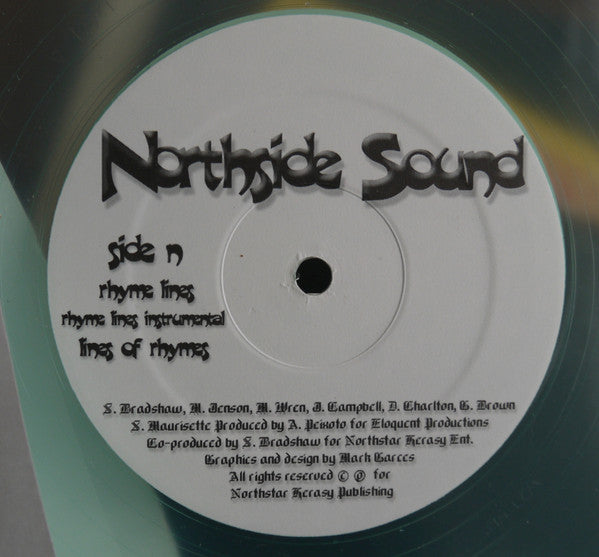 Northside Sound
side n
rhyme lines
rhyme lines instrumental
lines of rhymes
S. Bradshaw, M. Jenson, M. Wren, J. Campbell, D. Charlton, G. Brown
S. Maurisette Produced by A. Peixoto for Eloquent Productions
Co-produced by S. Bradshaw for Northstar Kerasy Ent.
Graphics and design by Mark Garces
All rights reserved © ℗ for
Northstar Kerasy Publishing